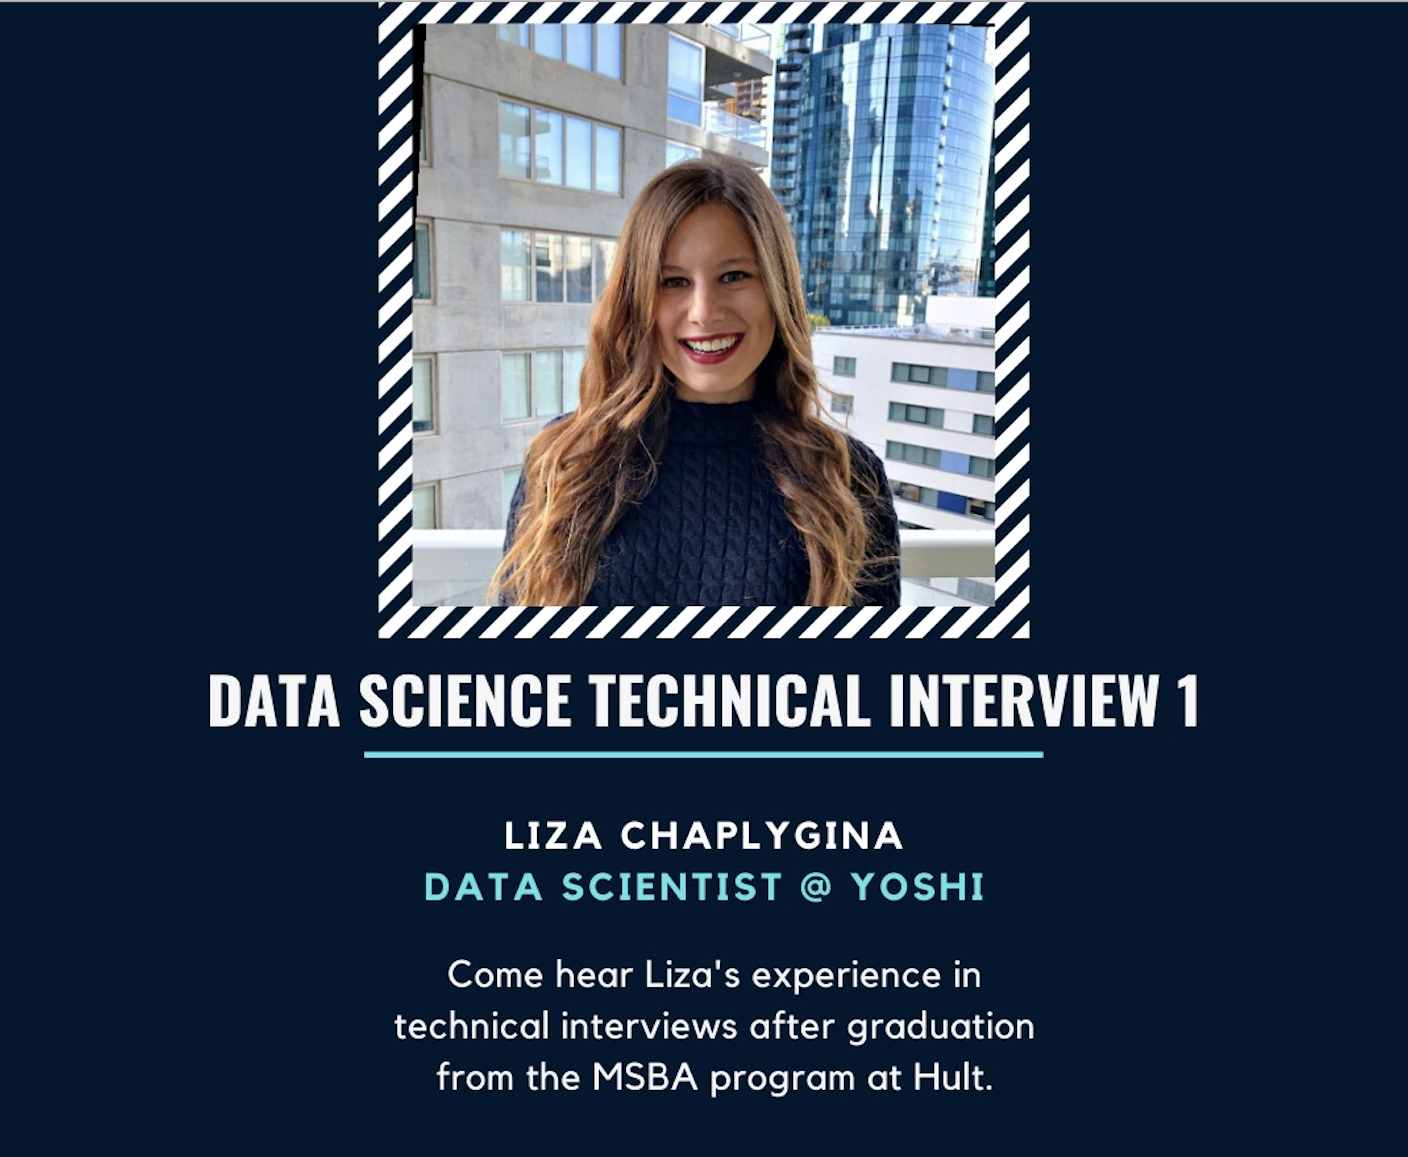 DATA SCIENCE TECHNICAL INTERVIEW 1
LIZA CHAPLYGINA
DATA SCIENTIST @ YOSHI
Come hear Liza's experience in
technical interviews after graduation
from the MSBA program at Hult.